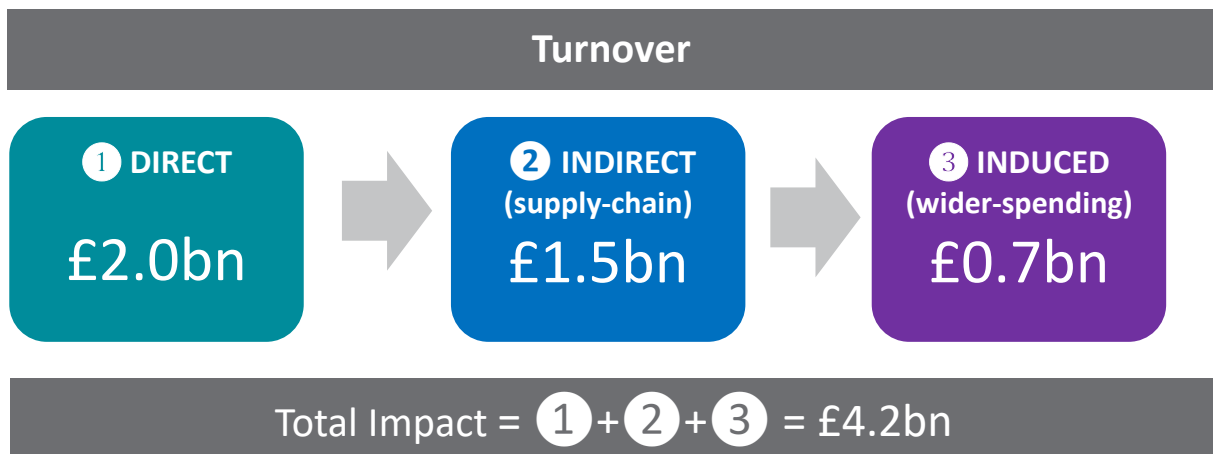 Turnover
① DIRECT
£2.0bn
❷ INDIRECT
(supply-chain)
£1.5bn
③ INDUCED
(wider-spending)
£0.7bn
Total Impact = ①+②+③ = £4.2bn